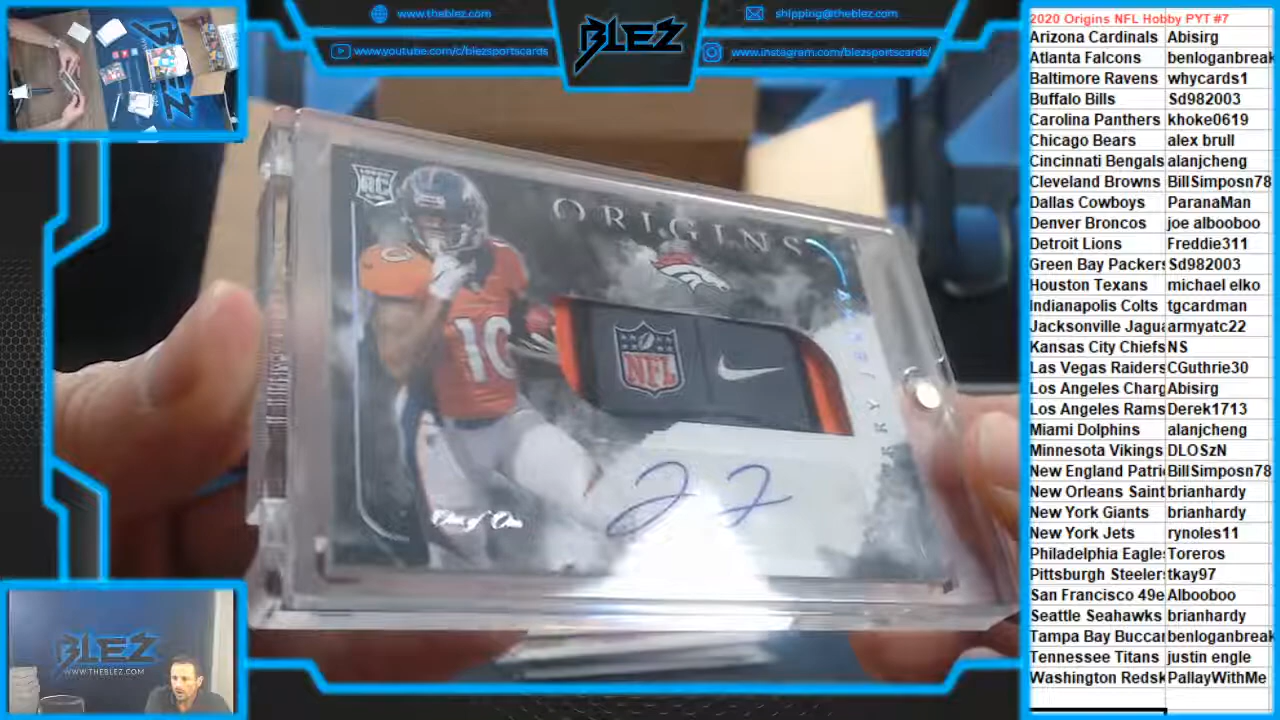 www.theblez.com
www.youtube.com/c/blezsportscards
BLEZ
shipping@theblez.com
www.instagram.com/blezsportscards/
RC
ORIGINS
10
NFL
One of One
JJ
BLEZ
WWW.THEBLEZ.COM
2020 Origins NFL Hobby PYT #7
Arizona Cardinals Abisirg
Atlanta Falcons benloganbreak
Baltimore Ravens whycards1
Buffalo Bills Sd982003
Carolina Panthers khoke0619
Chicago Bears alex brull
Cincinnati Bengals alanjcheng
Cleveland Browns BillSimposn78
Dallas Cowboys ParanaMan
Denver Broncos joe albooboo
Detroit Lions Freddie311
Green Bay Packers Sd982003
Houston Texans michael elko
Indianapolis Colts tgcardman
Jacksonville Jagua armyatc22
Kansas City Chiefs NS
Las Vegas Raiders CGuthrie30
Los Angeles Charg Abisirg
Los Angeles Rams Derek1713
Miami Dolphins alanjcheng
Minnesota Vikings DLOSzN
New England Patri BillSimposn78
New Orleans Saint brianhardy
New York Giants brianhardy
New York Jets rynoles11
Philadelphia Eagle Toreros
Pittsburgh Steeler tkay97
San Francisco 49e Albooboo
Seattle Seahawks brianhardy
Tampa Bay Buccar benloganbreak
Tennessee Titans justin engle
Washington Redsk PallayWithMe